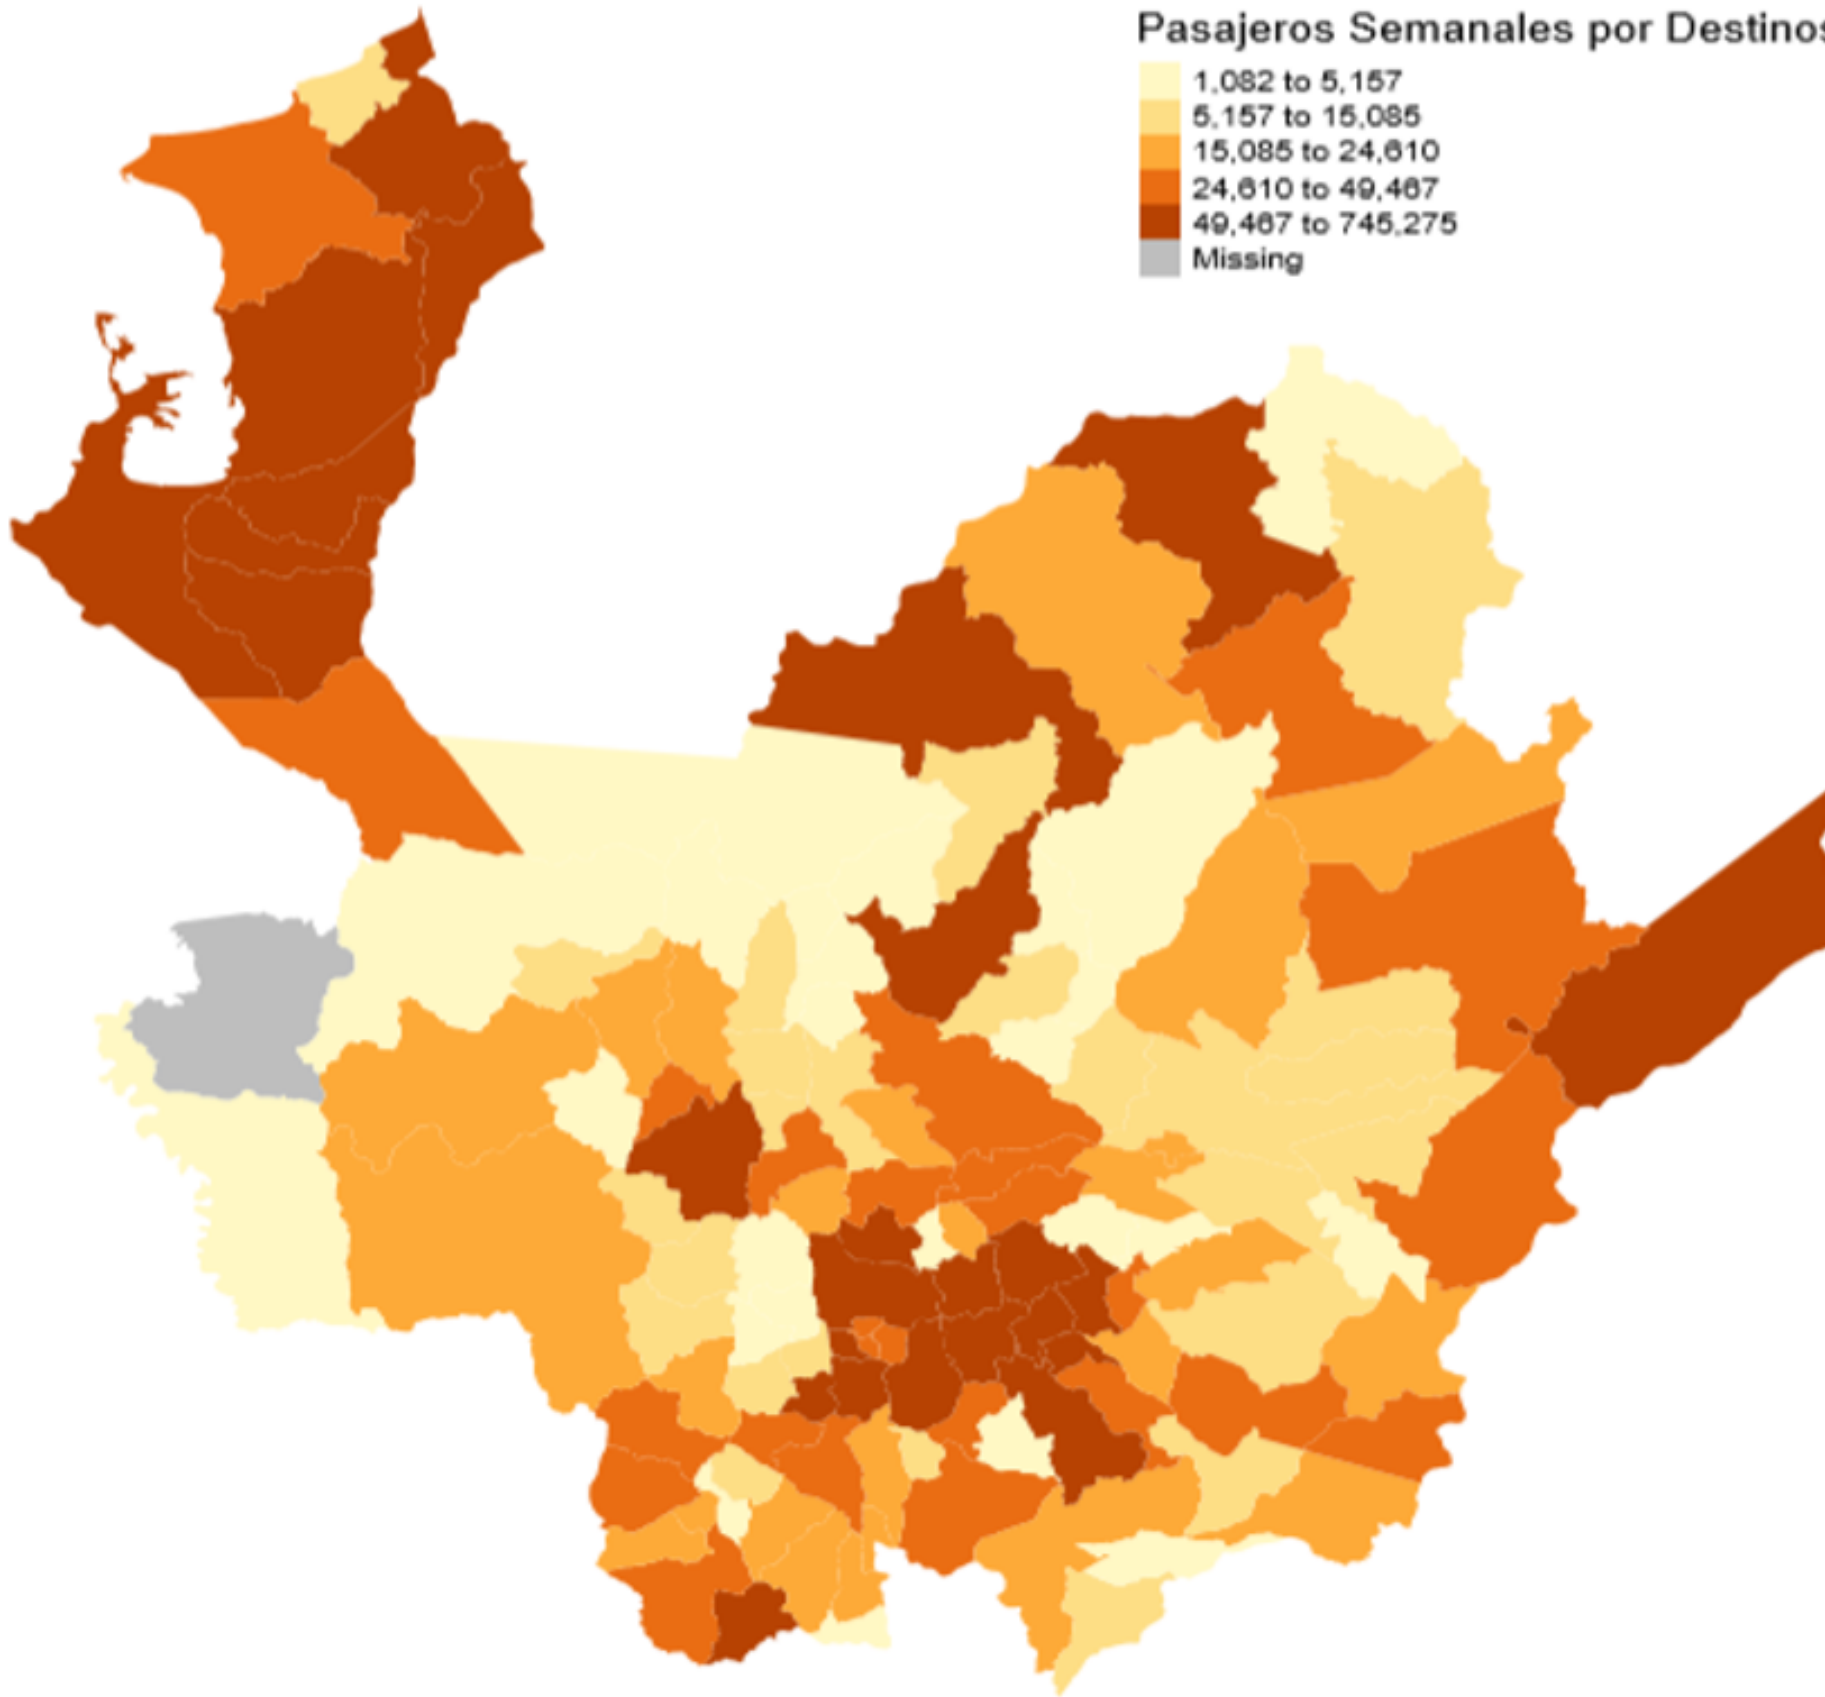 Pasajeros Semanales por Destinos
1,082 to 5,157
5,157 to 15,085
15,085 to 24,610
24,610 to 49,467
49,467 to 745,275
Missing